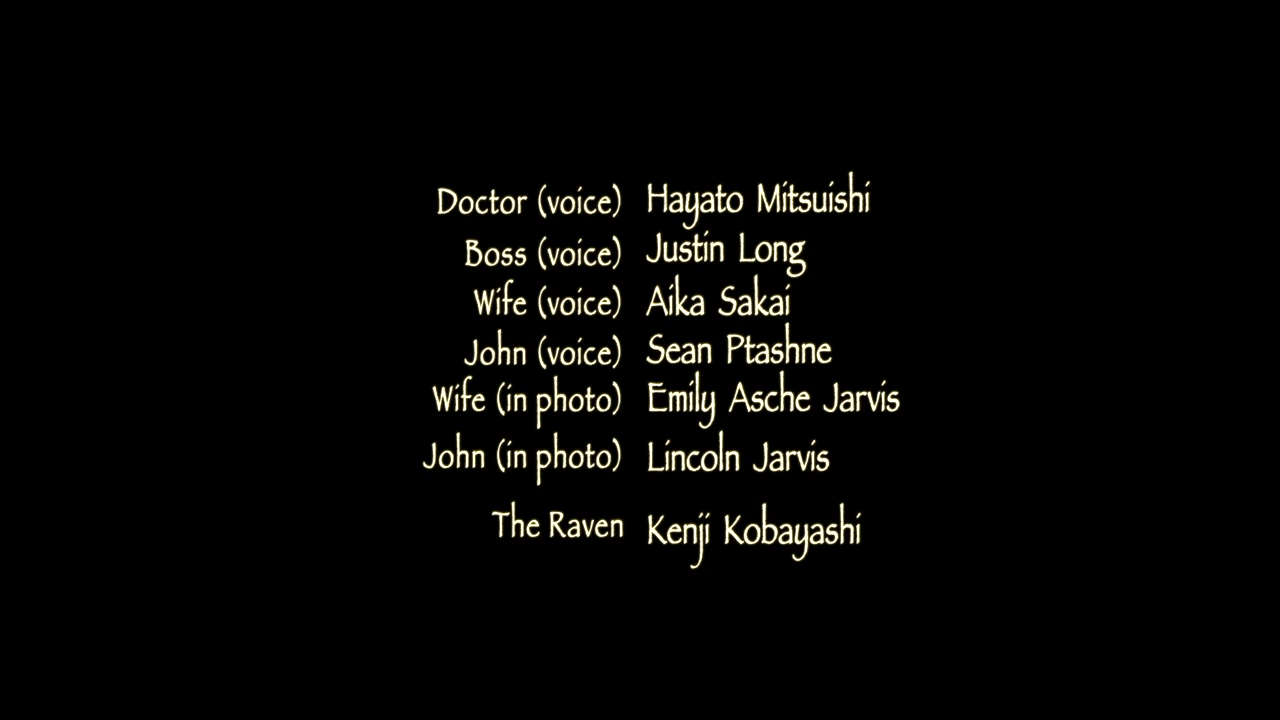 Doctor (voice) Hayato Mitsuishi
Boss (voice) Justin Long
Wife (voice) Aika Sakai
John (voice) Sean Ptashne
Wife (in photo) Emily Asche Jarvis
John (in photo) Lincoln Jarvis
The Raven Kenji Kobayashi